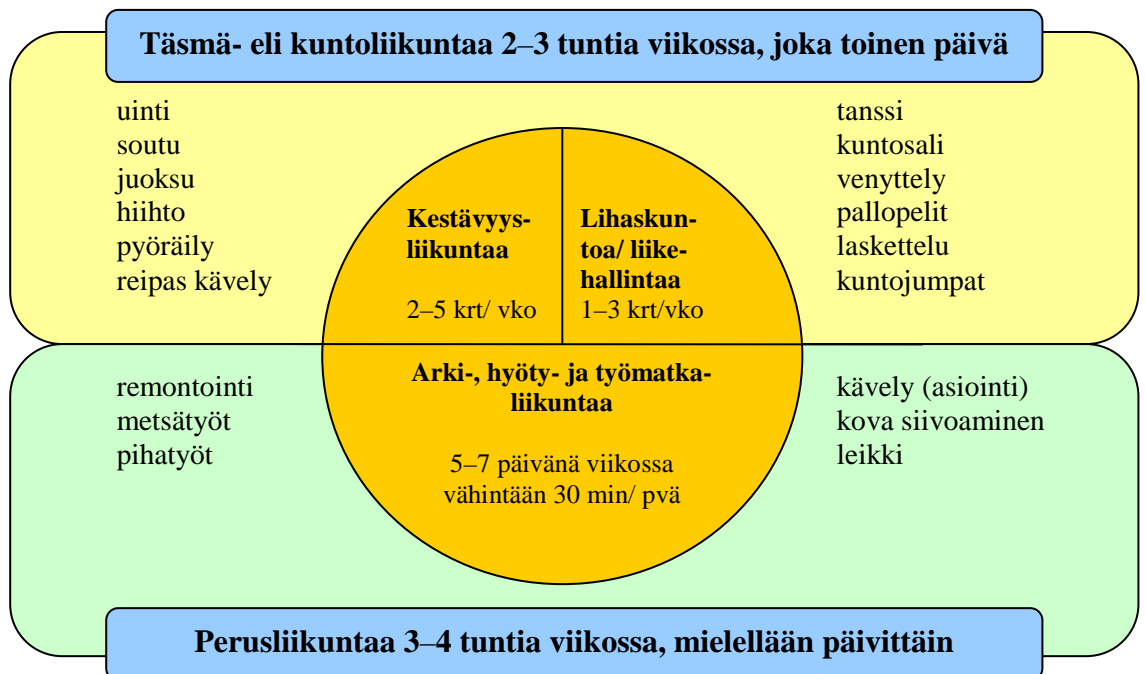 Täsmä- eli kuntoliikuntaa 2–3 tuntia viikossa, joka toinen päivä
uinti
soutu
juoksu
hiihto
pyöräily
reipas kävely
Kestävyys-
liikuntaa
2–5 krt/ vko
Lihaskun-
toa/ liike-
hallintaa
1–3 krt/vko
tanssi
kuntosali
venyttely
pallopelit
laskettelu
kuntojumpat
remontointi
metsätyöt
pihatyöt
Arki-, hyöty- ja työmatka-
liikuntaa
5–7 päivänä viikossa
vähintään 30 min/ pvä
kävely (asiointi)
kova siivoaminen
leikki
Perusliikuntaa 3–4 tuntia viikossa, mielellään päivittäin